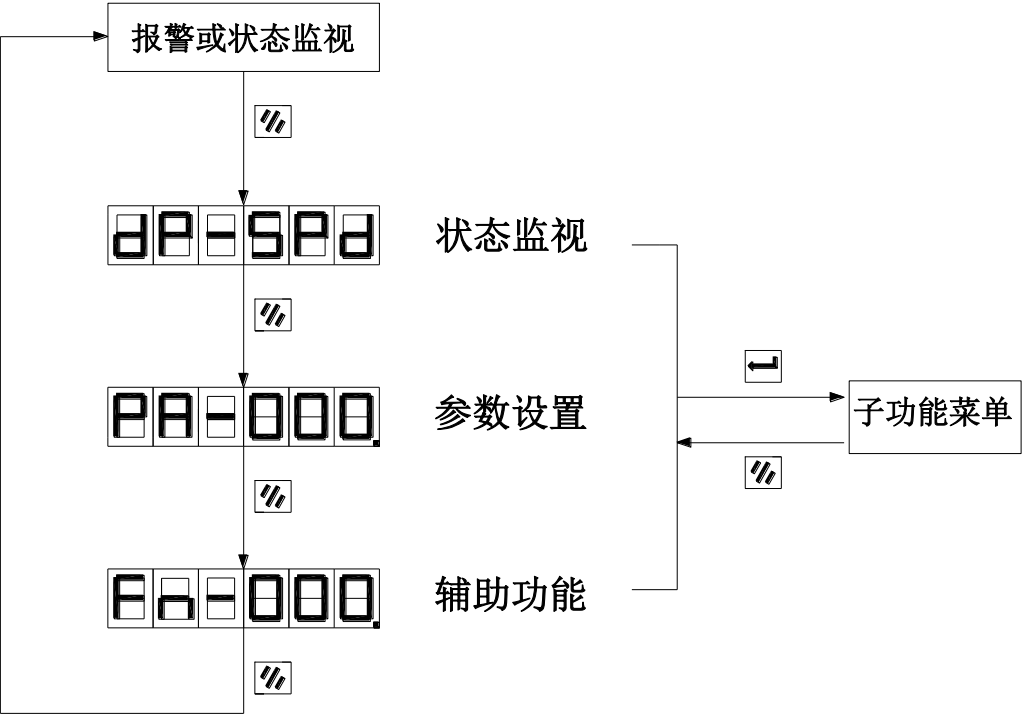 报警或状态监视
dP-SPd
状态监视
PA-000.
参数设置
子功能菜单
Fn-000.
辅助功能